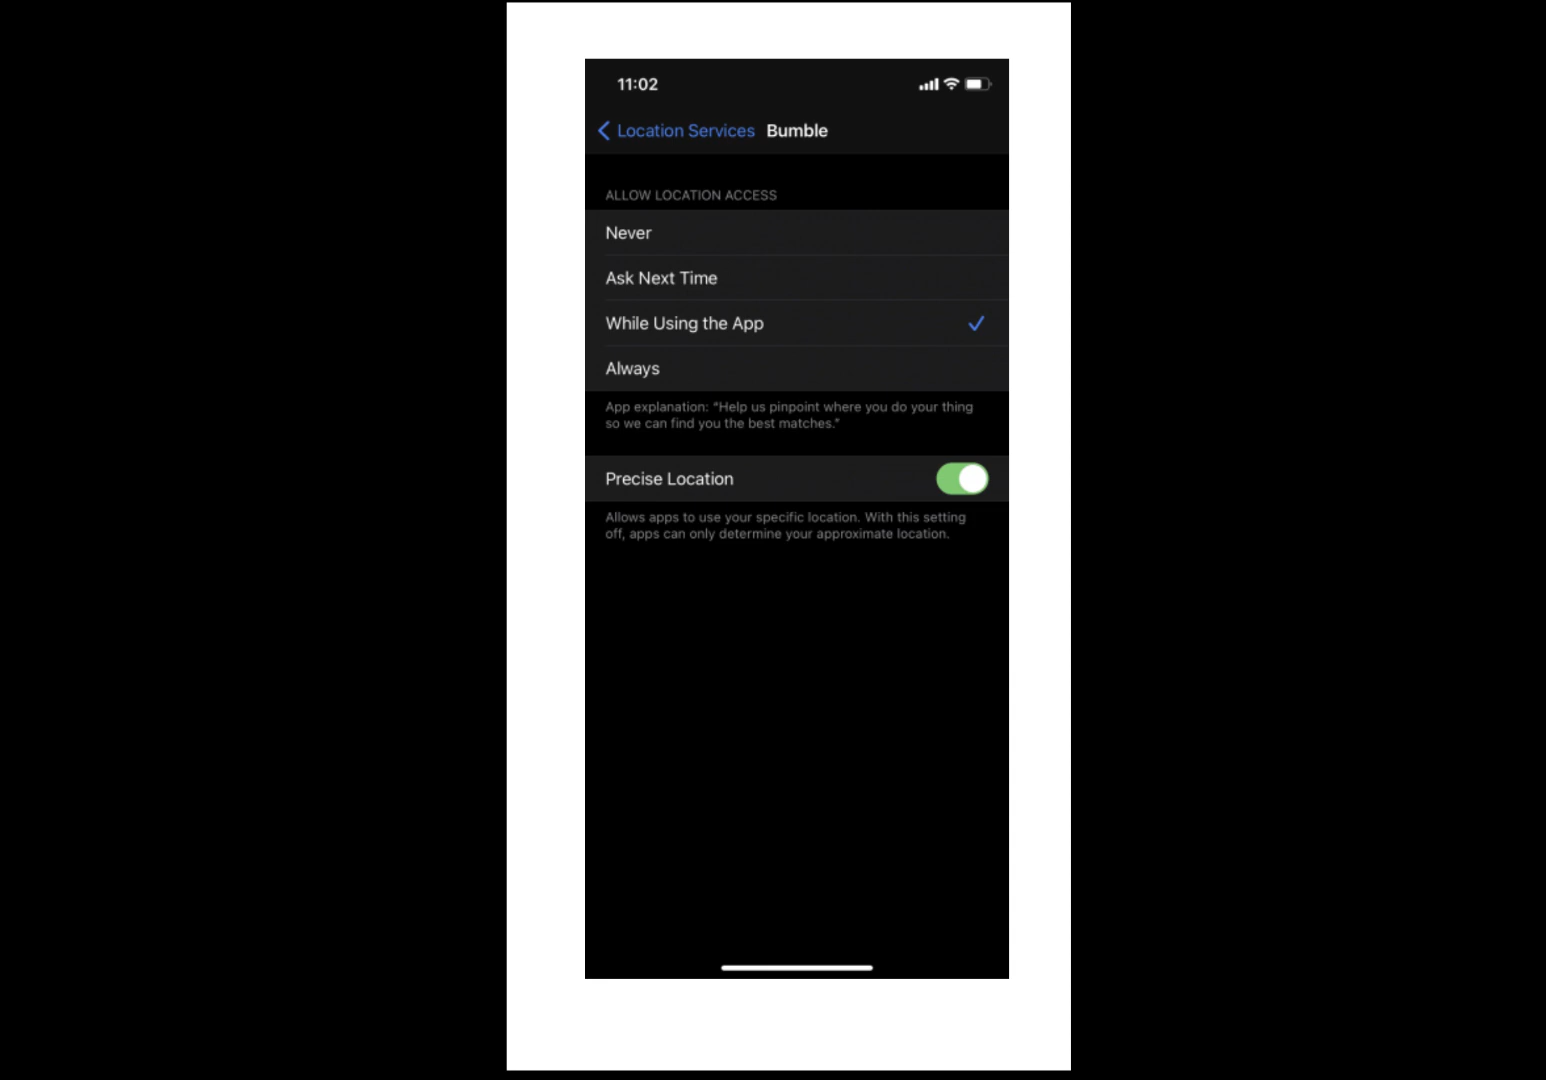 11:02
Location Services Bumble
ALLOW LOCATION ACCESS
Never
Ask Next Time
While Using the App
Always
App explanation: “Help us pinpoint where you do your thing
so we can find you the best matches.”
Precise Location
Allows apps to use your specific location. With this setting
off, apps can only determine your approximate location.